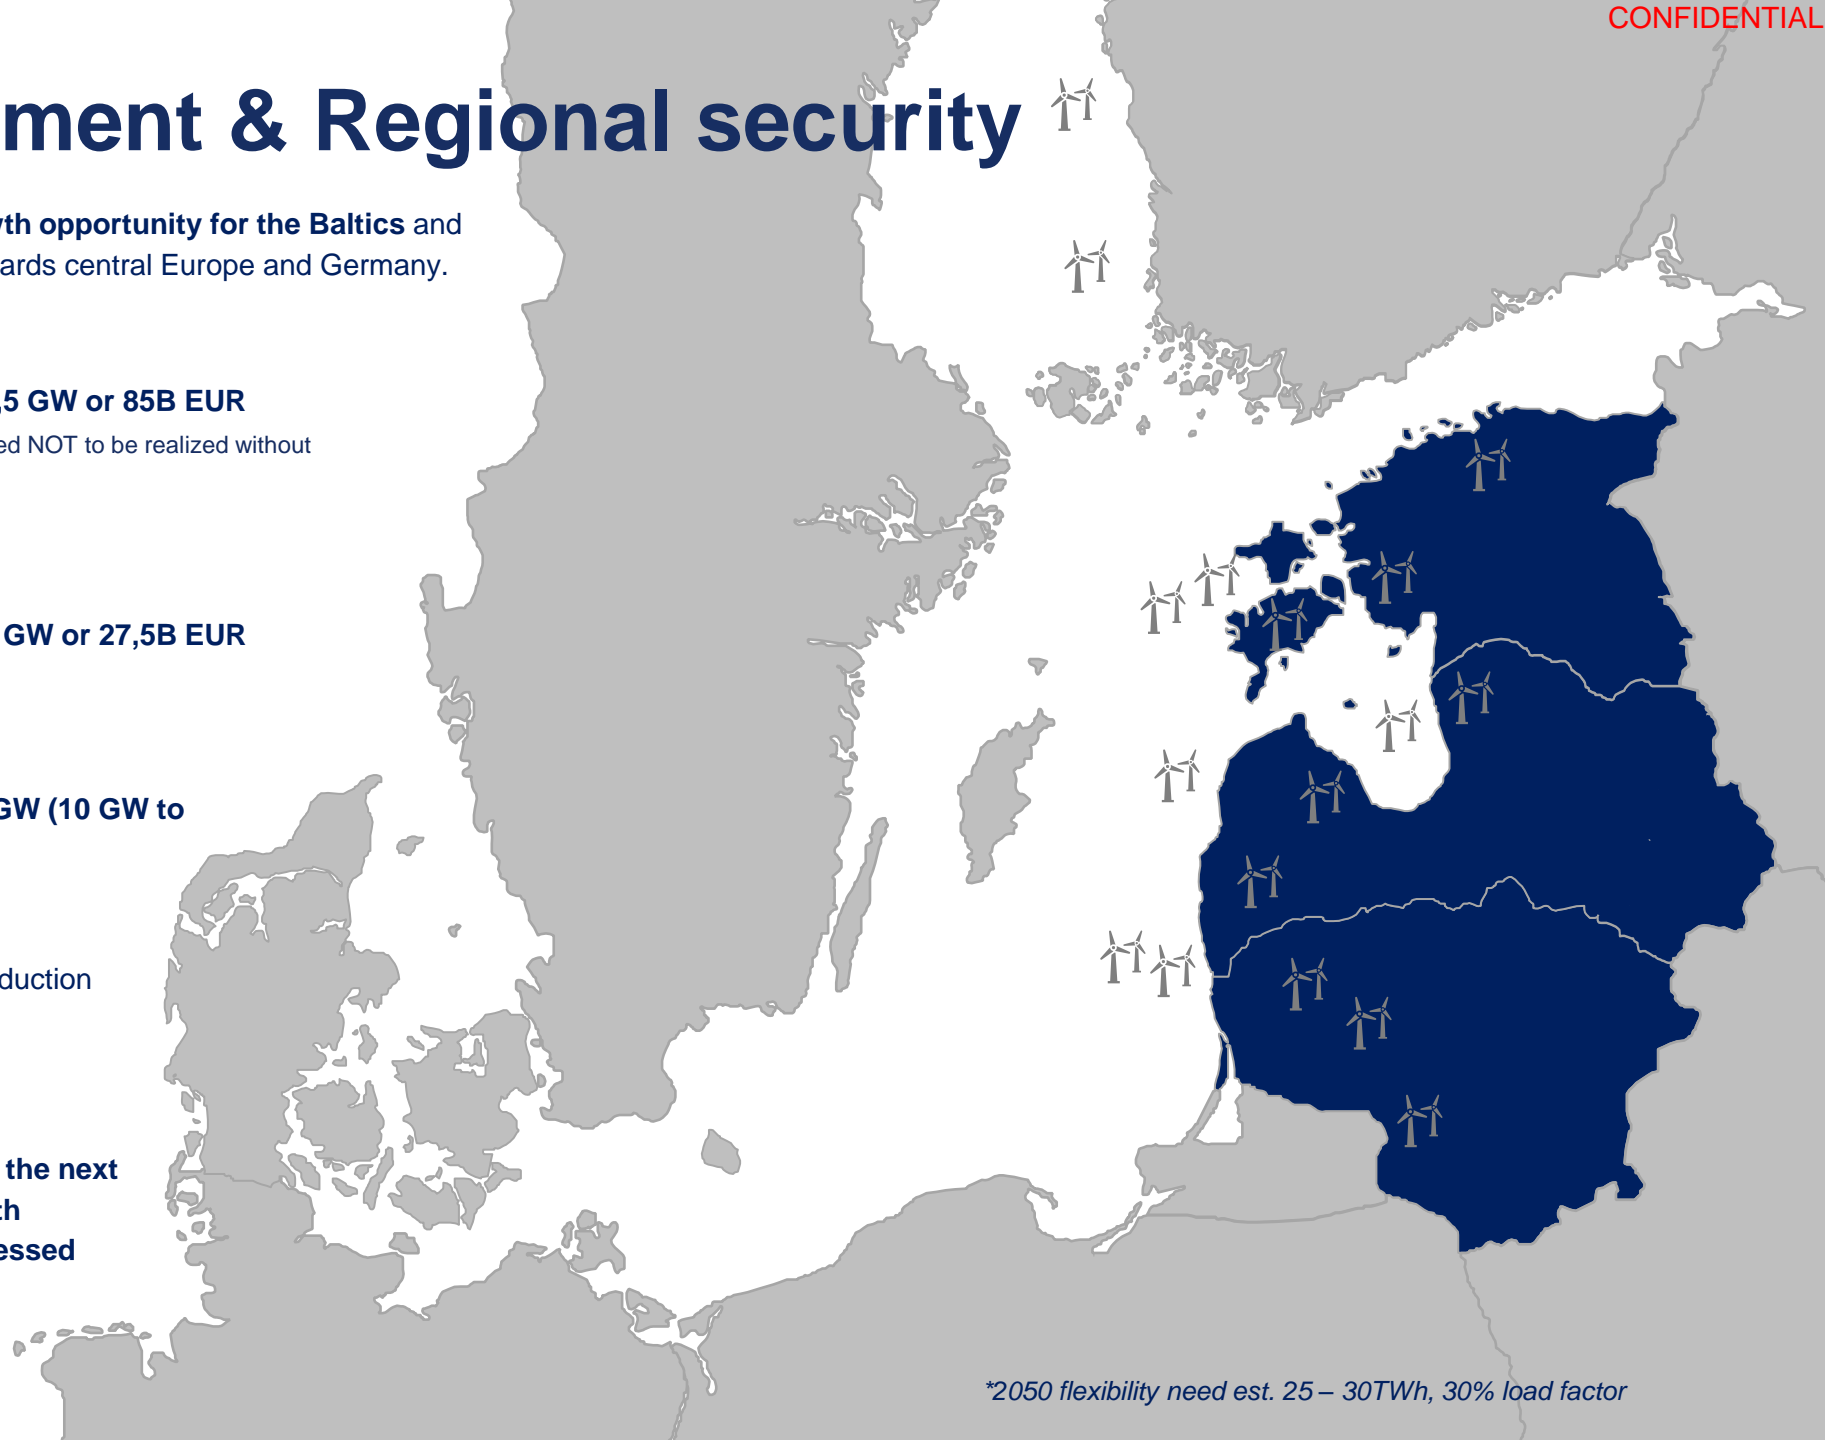 CONFIDENTIAL
ment & Regional security
th opportunity for the Baltics and
ards central Europe and Germany.
,5 GW or 85B EUR
ed NOT to be realized without
GW or 27,5B EUR
GW (10 GW to
duction
the next
th
essed
*2050 flexibility need est. 25 – 30TWh, 30% load factor